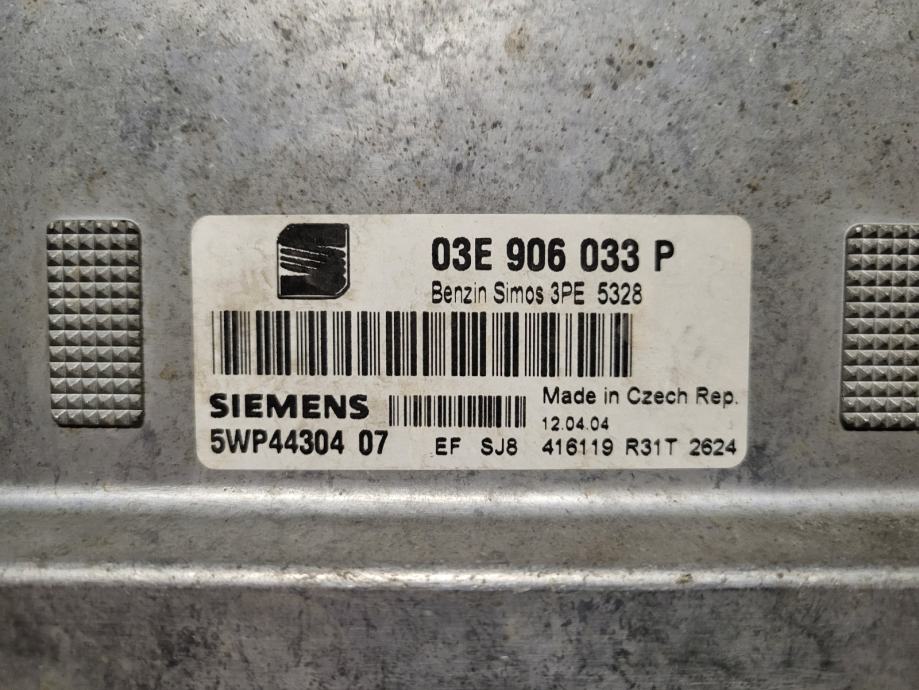 03E 906 033 P
Benzin Simos 3PE 5328
SIEMENS
Made in Czech Rep.
12.04.04
5WP44304 07
EF SJ8 416119 R31T 2624